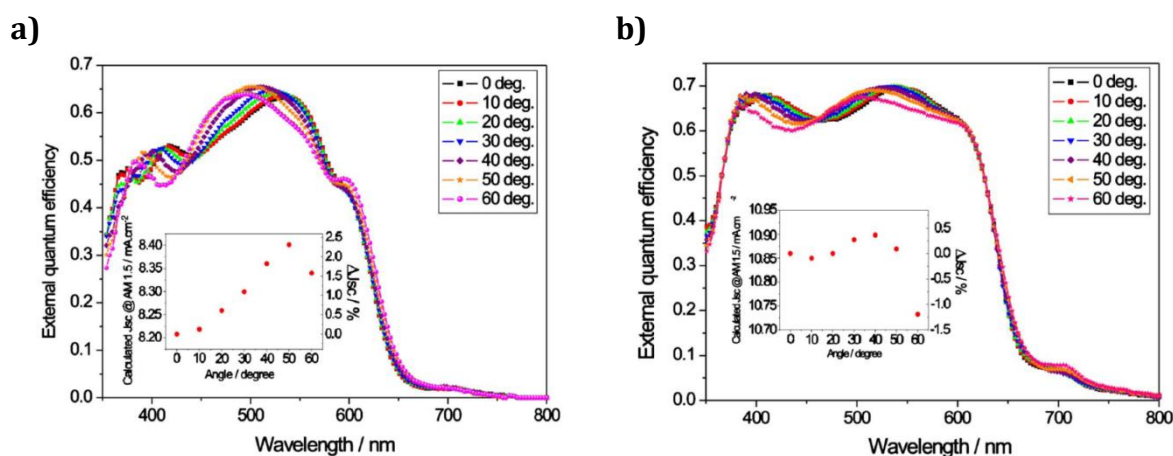 a)
External quantum efficiency
0.7
0.6
0.5
0.4
0.3
0.2
0.1
0.0
400
500
600
700
800
Wavelength / nm
0 deg.
10 deg.
20 deg.
30 deg.
40 deg.
50 deg.
60 deg.
Calculated Jsc @ AM 1.5 / mA.cm-2
8.40
8.35
8.30
8.25
8.20
0 10 20 30 40 50 60
Angle / degree
2.5
2.0
1.5
1.0
0.5
0.0
ΔJsc / %
b)
External quantum efficiency
0.7
0.6
0.5
0.4
0.3
0.2
0.1
0.0
400
500
600
700
800
Wavelength / nm
0 deg.
10 deg.
20 deg.
30 deg.
40 deg.
50 deg.
60 deg.
Calculated Jsc @AM 1.5 / mA.cm-2
10.95
10.90
10.85
10.80
10.75
10.70
0 10 20 30 40 50 60
Angle / degree
0.5
0.0
-0.5
-1.0
-1.5
ΔJsc / %